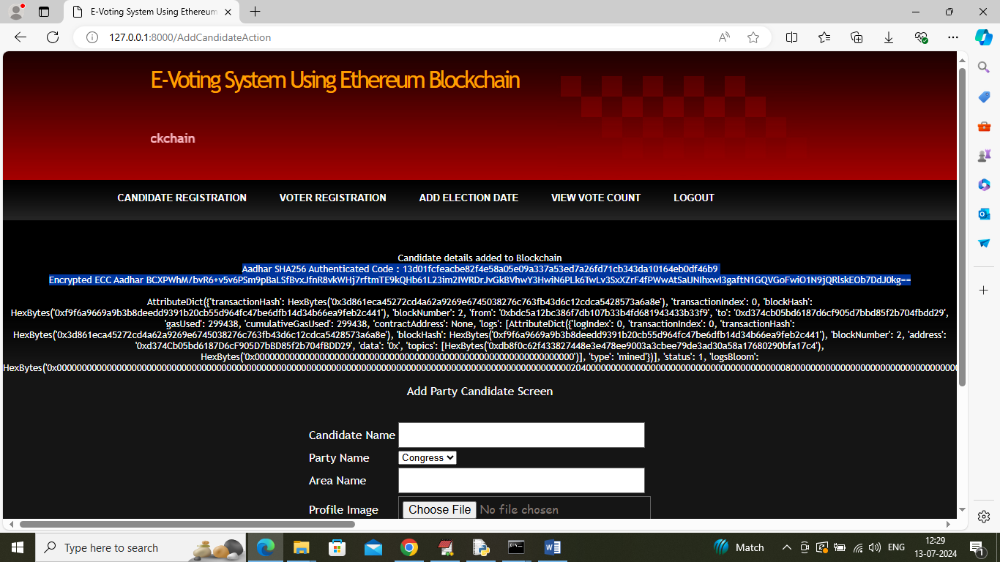 E-Voting System Using Ethereum
127.0.0.1:8000/AddCandidateAction
E-Voting System Using Ethereum Blockchain
ckchain
CANDIDATE REGISTRATION VOTER REGISTRATION ADD ELECTION DATE VIEW VOTE COUNT LOGOUT
Candidate details added to Blockchain
Aadhar SHA256 Authenticated Code : 13d01fcfeacbe82f4e58a05e09a337a53ed7a26fd71cb343da10164eb0df46b9
Encrypted ECC Aadhar BCXPWhM/bvR6+v5v6PSm9pBaLSfBvxJfnR8vkWHj7rftmTE9kQHb61L23im2IWRDrJvGkBVhwY3HwiN6PLk6TwLv3SxXZrF4fPWwAtSaUNIhxwI3gaftN1GQVGoFwiO1N9jQRlskEOb7DdJ0kg==
AttributeDict({'transactionHash': HexBytes('0x3d861eca45272cd4a62a9269e6745038276c763fb43d6c12cdca5428573a6a8e'), 'transactionIndex': 0, 'blockHash':
HexBytes('0xf9f6a9669a9b3b8deedd9391b20cb55d964fc47be6dfb14d34b66ea9feb2c441'), 'blockNumber': 2, 'from': '0xbdc5a12bc386f7db107b33b4fd681943433b33f9', 'to': '0xd374cb05bd6187d6cf905d7bbd85f2b704fbdd29',
'gasUsed': 299438, 'cumulativeGasUsed': 299438, 'contractAddress': None, 'logs': [AttributeDict({'logIndex': 0, 'transactionIndex': 0, 'transactionHash':
HexBytes('0x3d861eca45272cd4a62a9269e6745038276c763fb43d6c12cdca5428573a6a8e'), 'blockHash': HexBytes('0xf9f6a9669a9b3b8deedd9391b20cb55d964fc47be6dfb14d34b66ea9feb2c441'), 'blockNumber': 2, 'address':
'0xd374Cb05bd6187D6cF905D7bBD85f2b704fBDD29', 'data': '0x', 'topics': [HexBytes('0xdb8f0c62f433827448e3e478ee9003a3cbee79de3ad30a58a17680290bfa17c4'),
HexBytes('0x0000000000000000000000000000000000000000000000000000000000000000')], 'type': 'mined'})], 'status': 1, 'logsBloom':
Add Party Candidate Screen
Candidate Name
Party Name Congress
Area Name
Profile Image Choose File No file chosen
Type here to search
Match
ENG
12:29
13-07-2024
1